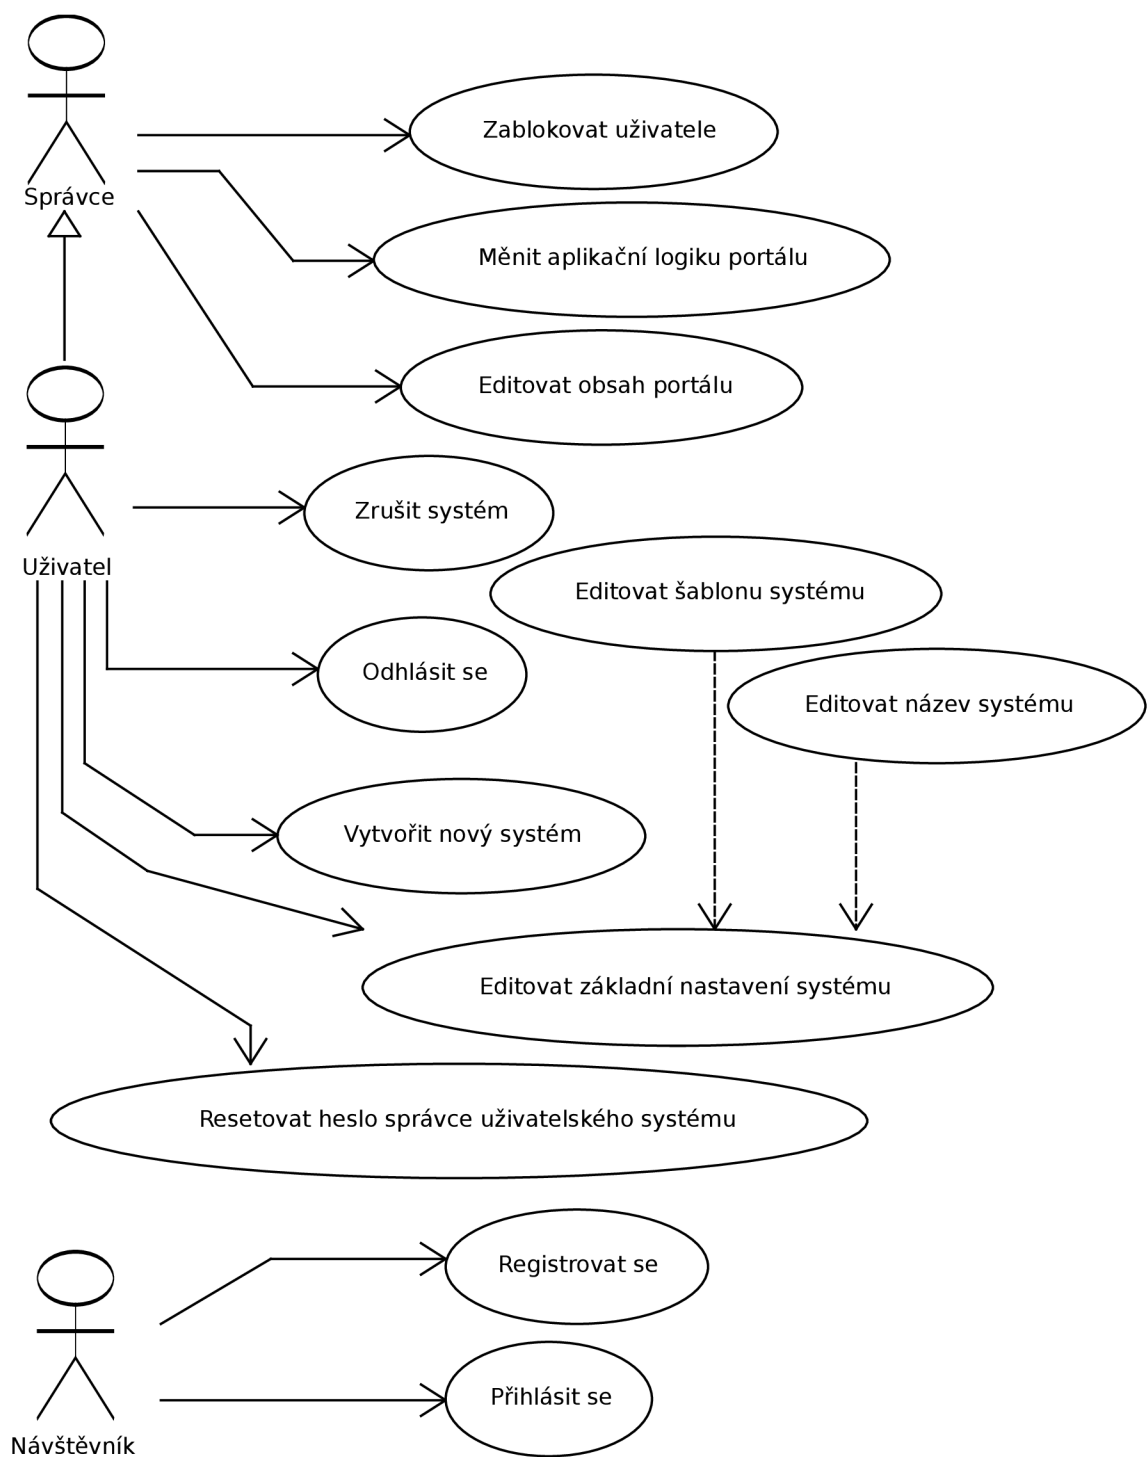 Zablokovat uživatele
Správce
Měnit aplikační logiku portálu
Editovat obsah portálu
Zrušit systém
Uživatel
Editovat šablonu systému
Odhlásit se
Editovat název systému
Vytvořit nový systém
Editovat základní nastavení systému
Resetovat heslo správce uživatelského systému
Registrovat se
Přihlásit se
Návštěvník